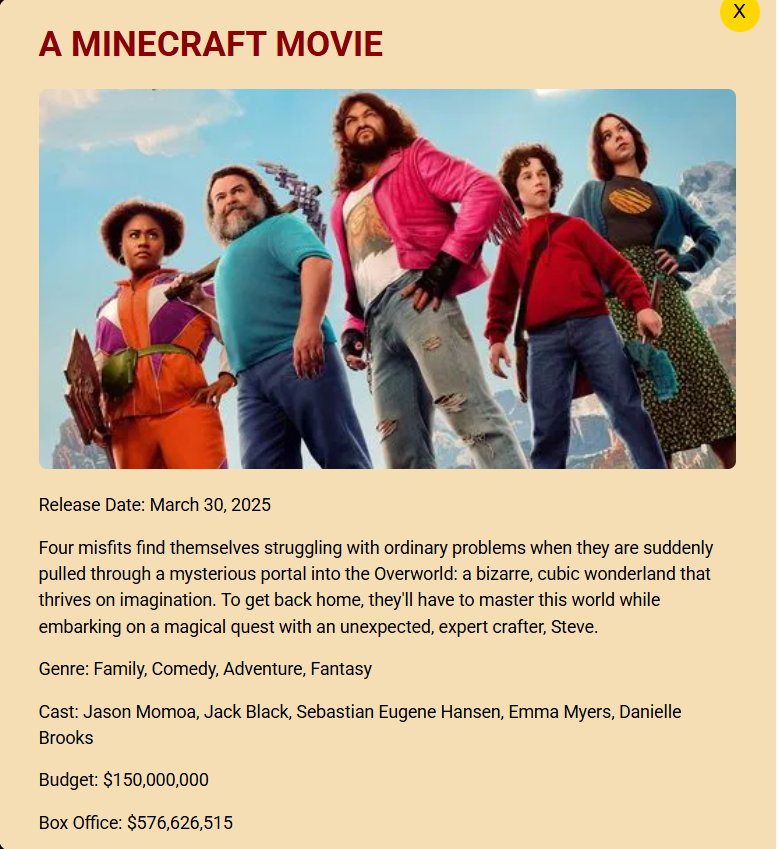 X
A MINECRAFT MOVIE
Release Date: March 30, 2025
Four misfits find themselves struggling with ordinary problems when they are suddenly
pulled through a mysterious portal into the Overworld: a bizarre, cubic wonderland that
thrives on imagination. To get back home, they'll have to master this world while
embarking on a magical quest with an unexpected, expert crafter, Steve.
Genre: Family, Comedy, Adventure, Fantasy
Cast: Jason Momoa, Jack Black, Sebastian Eugene Hansen, Emma Myers, Danielle
Brooks
Budget: $150,000,000
Box Office: $576,626,515